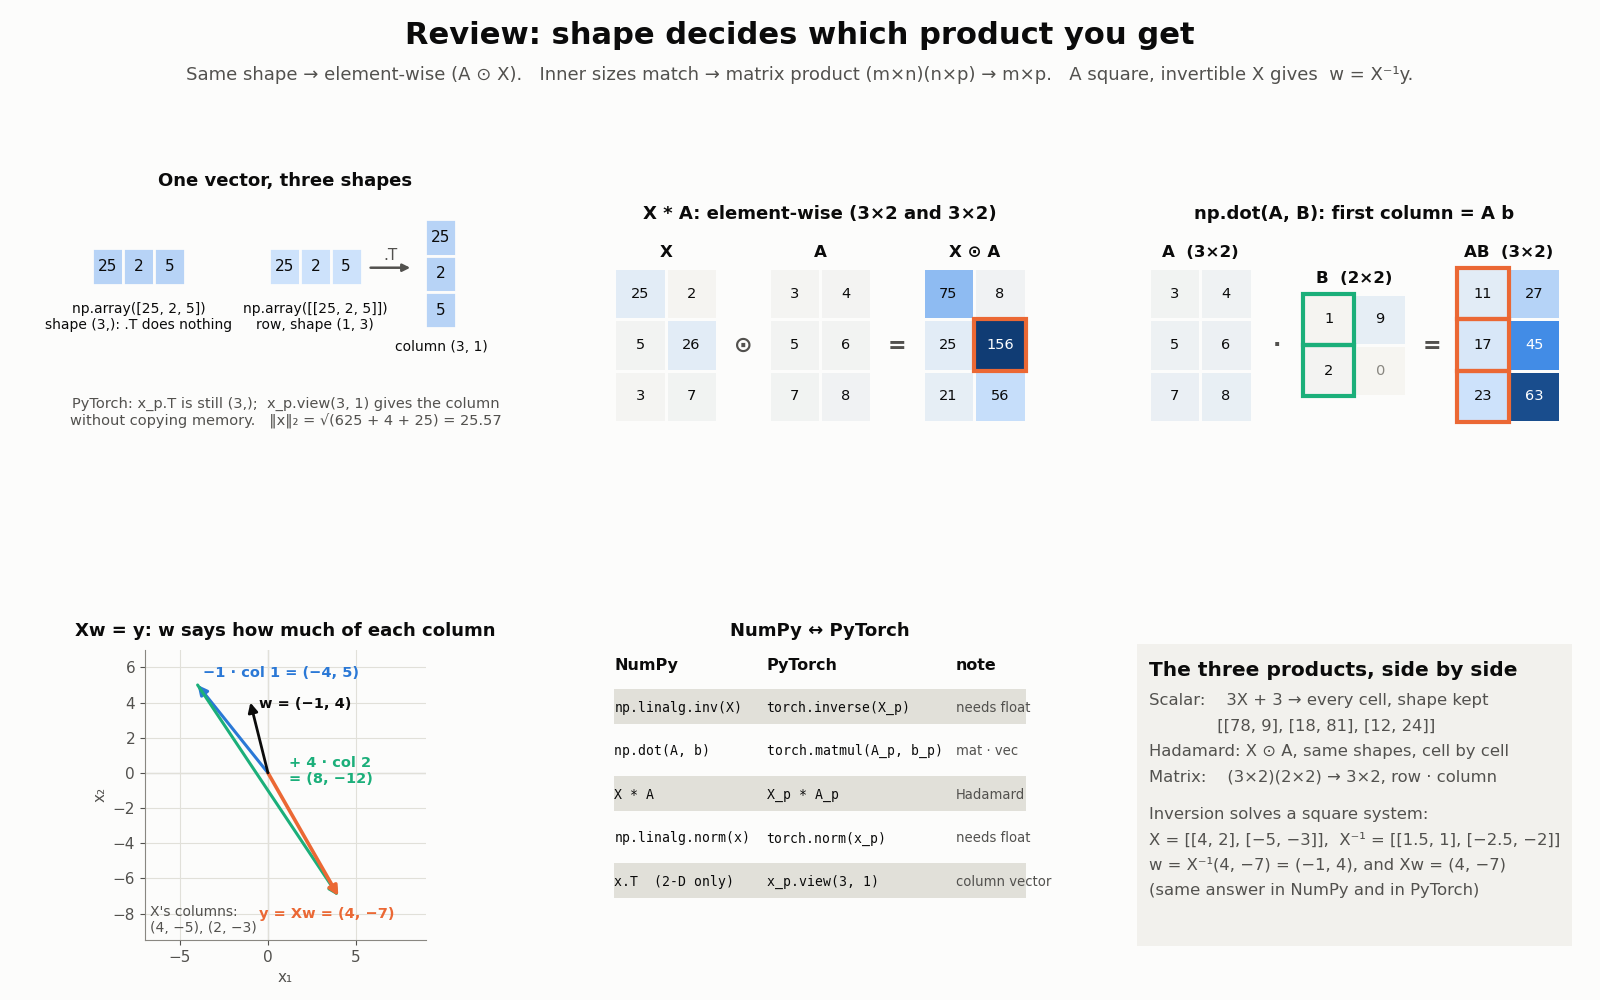 Review: shape decides which product you get
Same shape → element-wise (A ⊙ X).   Inner sizes match → matrix product (m×n)(n×p) → m×p.   A square, invertible X gives  w = X⁻¹y.
One vector, three shapes
25 2 5
25 2 5
.T
25
2
5
np.array([25, 2, 5])
shape (3,): .T does nothing
np.array([[25, 2, 5]])
row, shape (1, 3)
column (3, 1)
PyTorch: x_p.T is still (3,);  x_p.view(3, 1) gives the column
without copying memory.   ‖x‖₂ = √(625 + 4 + 25) = 25.57
X * A: element-wise (3×2 and 3×2)
X A X ⊙ A
25 2 3 4 75 8
5 26 ⊙ 5 6 = 25 156
3 7 7 8 21 56
np.dot(A, B): first column = A b
A  (3×2)
B  (2×2)
AB  (3×2)
3 4
5 6
7 8
·
1 9
2 0
=
11 27
17 45
23 63
Xw = y: w says how much of each column
−1 · col 1 = (−4, 5)
w = (−1, 4)
+ 4 · col 2
= (8, −12)
y = Xw = (4, −7)
X's columns:
(4, −5), (2, −3)
6
4
2
0
−2
−4
−6
−8
x₂
−5 0 5
x₁
NumPy ↔ PyTorch
NumPy PyTorch note
np.linalg.inv(X) torch.inverse(X_p) needs float
np.dot(A, b) torch.matmul(A_p, b_p) mat · vec
X * A X_p * A_p Hadamard
np.linalg.norm(x) torch.norm(x_p) needs float
x.T  (2-D only) x_p.view(3, 1) column vector
The three products, side by side
Scalar:    3X + 3 → every cell, shape kept
[[78, 9], [18, 81], [12, 24]]
Hadamard: X ⊙ A, same shapes, cell by cell
Matrix:    (3×2)(2×2) → 3×2, row · column
Inversion solves a square system:
X = [[4, 2], [−5, −3]],  X⁻¹ = [[1.5, 1], [−2.5, −2]]
w = X⁻¹(4, −7) = (−1, 4), and Xw = (4, −7)
(same answer in NumPy and in PyTorch)